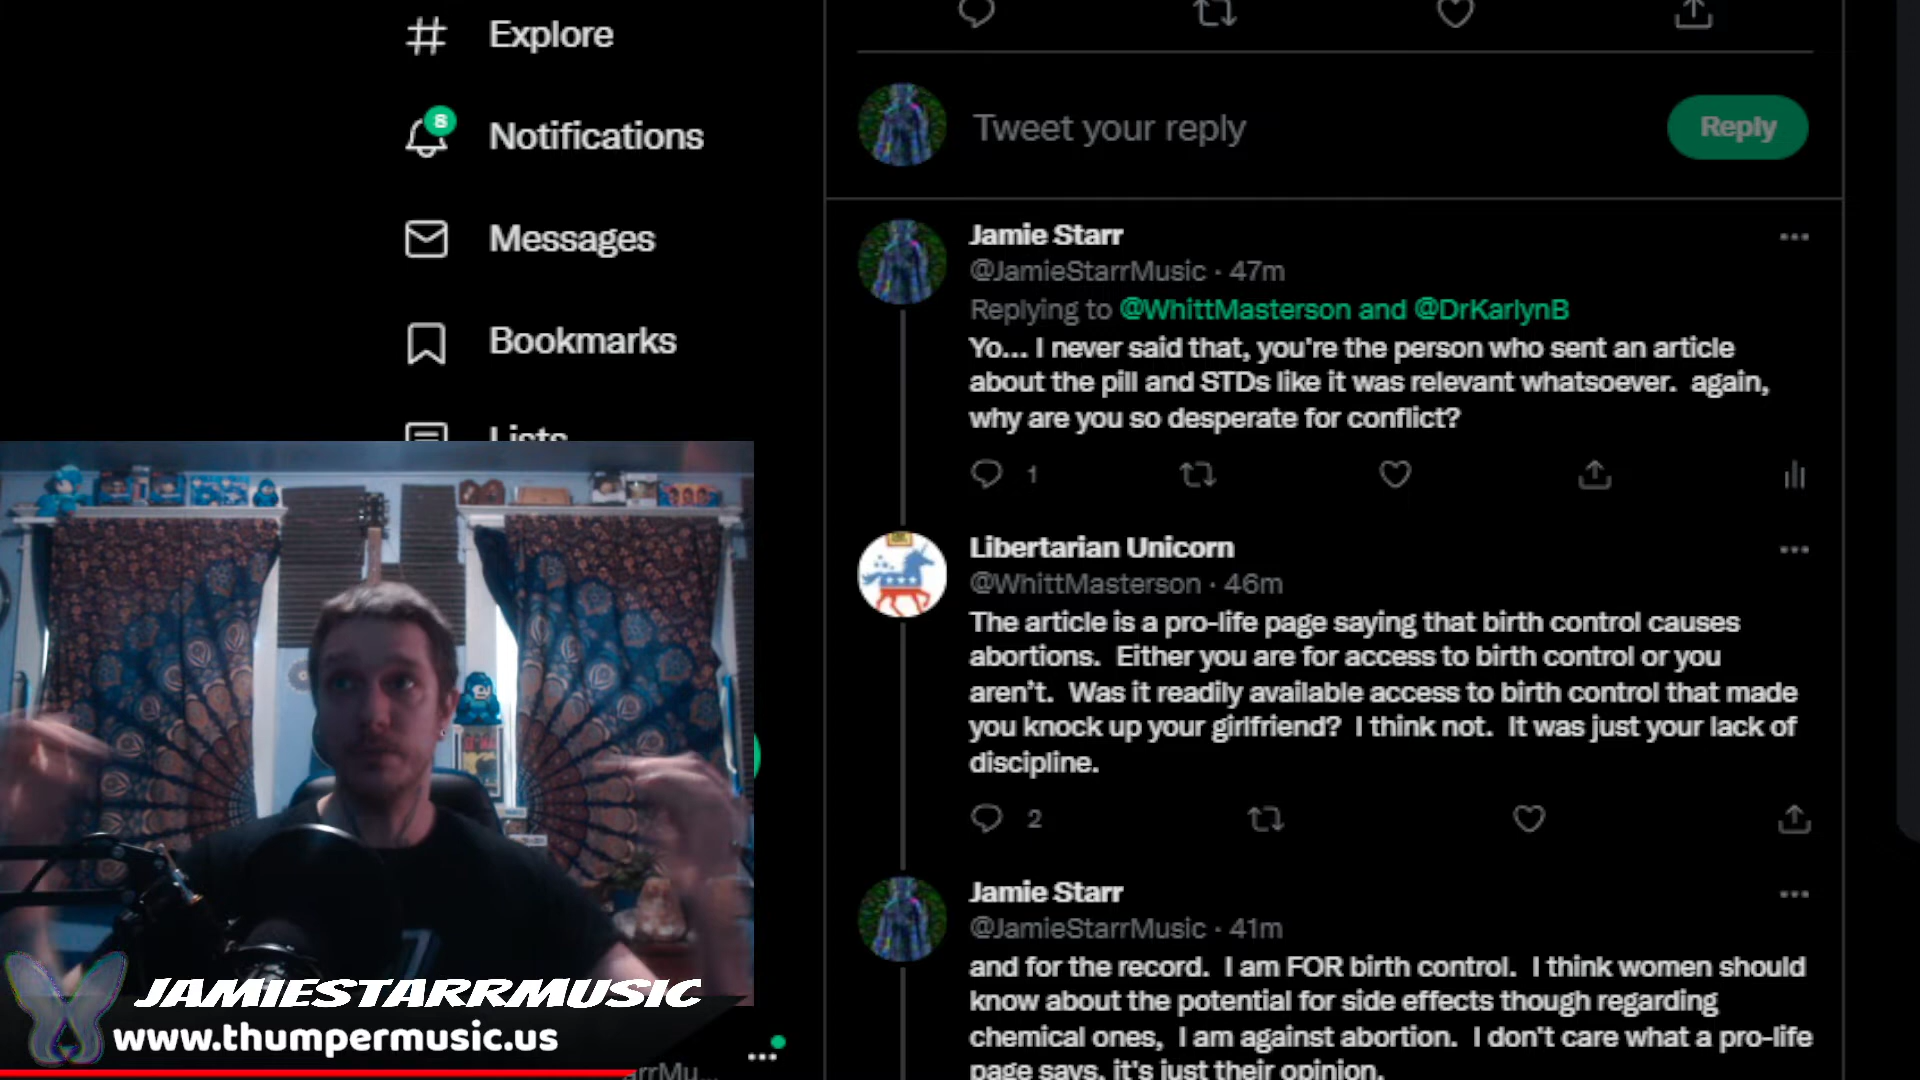 Explore
8
Notifications
Messages
Bookmarks
Lists
Tweet your reply
Reply
Jamie Starr
@JamieStarrMusic · 47m
Replying to @WhittMasterson and @DrKarlynB
Yo... I never said that, you're the person who sent an article
about the pill and STDs like it was relevant whatsoever. again,
why are you so desperate for conflict?
1
Libertarian Unicorn
@WhittMasterson · 46m
The article is a pro-life page saying that birth control causes
abortions. Either you are for access to birth control or you
aren't. Was it readily available access to birth control that made
you knock up your girlfriend? I think not. It was just your lack of
discipline.
2
Jamie Starr
@JamieStarrMusic · 41m
and for the record. I am FOR birth control. I think women should
know about the potential for side effects though regarding
chemical ones, I am against abortion. I don't care what a pro-life
page says, it's just their opinion.
JAMIESTARRMUSIC
www.thumpermusic.us
arrMu...